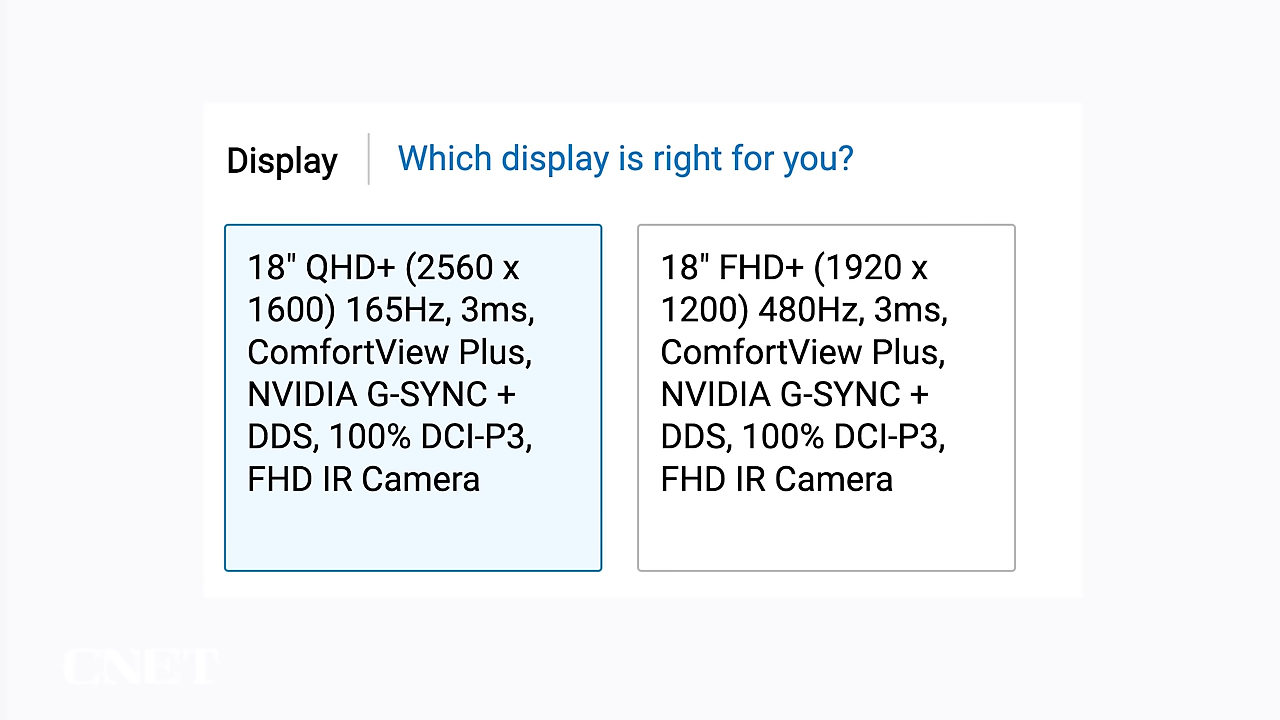 Display
Which display is right for you?
18" QHD+ (2560 x
1600) 165Hz, 3ms,
ComfortView Plus,
NVIDIA G-SYNC +
DDS, 100% DCI-P3,
FHD IR Camera
18" FHD+ (1920 x
1200) 480Hz, 3ms,
ComfortView Plus,
NVIDIA G-SYNC +
DDS, 100% DCI-P3,
FHD IR Camera
CNET